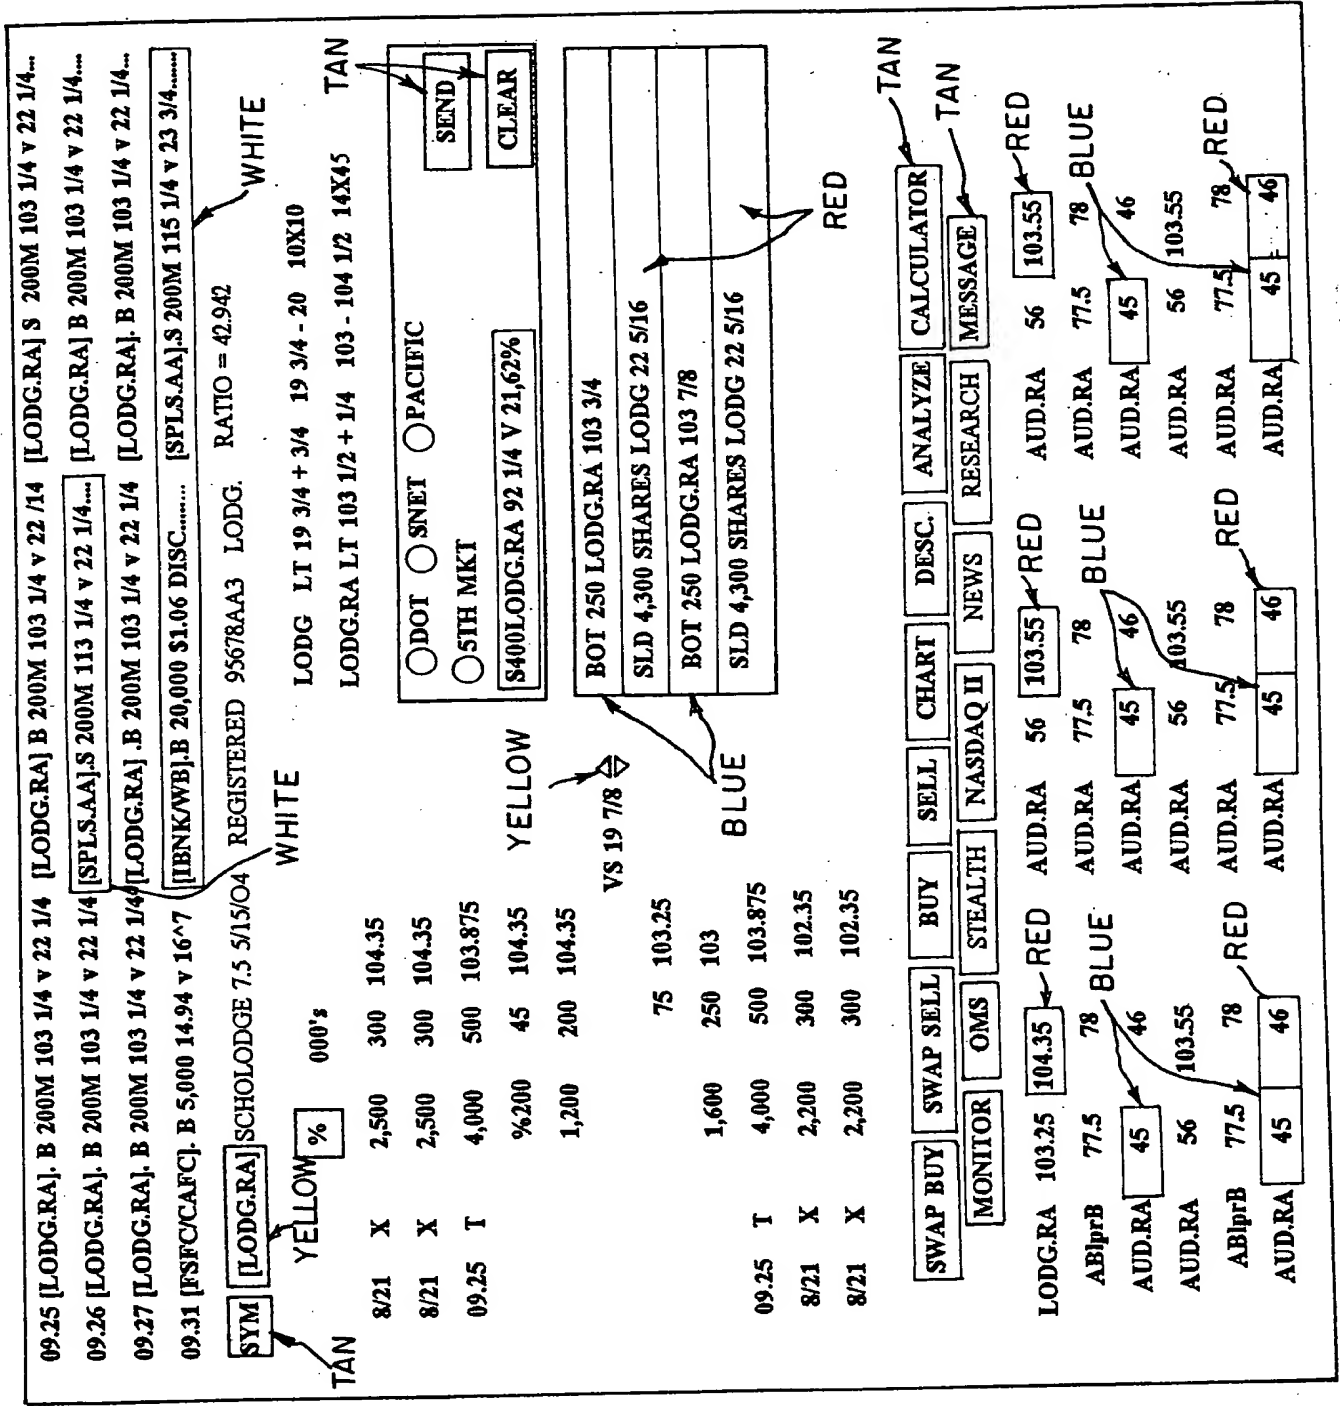 09.25 [LODG.RA]. B 200M 103 1/4 v 22 1/4 [LODG.RA] B 200M 103 1/4 v 22 /14 [LODG.RA] S 200M 103 1/4 v 22 1/4...
09.26 [LODG.RA]. B 200M 103 1/4 v 22 1/4 [SPLS.AA].S 200M 113 1/4 v 22 1/4.... [LODG.RA] B 200M 103 1/4 v 22 1/4....
09.27 [LODG.RA]. B 200M 103 1/4 v 22 1/4 [LODG.RA] .B 200M 103 1/4 v 22 1/4 [LODG.RA]. B 200M 103 1/4 v 22 1/4...
09.31 [FSFC/CAFC]. B 5,000 14.94 v 16^7 [IBNK/WB].B 20,000 $1.06 DISC........ [SPLS.AA].S 200M 115 1/4 v 23 3/4.......
WHITE
SYM [LODG.RA] SCHOLODGE 7.5 5/15/O4 REGISTERED 95678AA3 LODG. RATIO = 42.942
WHITE
TAN
YELLOW
% 000's
LODG LT 19 3/4 + 3/4 19 3/4 - 20 10X10
TAN
8/21 X 2,500 300 104.35
LODG.RA LT 103 1/2 + 1/4 103 - 104 1/2 14X45
8/21 X 2,500 300 104.35
DOT SNET PACIFIC
SEND
09.25 T 4,000 500 103.875
5TH MKT
CLEAR
%200 45 104.35
YELLOW
S400LODG.RA 92 1/4 V 21,62%
1,200 200 104.35
VS 19 7/8
BOT 250 LODG.RA 103 3/4
75 103.25
SLD 4,300 SHARES LODG 22 5/16
1,600 250 103
BOT 250 LODG.RA 103 7/8
BLUE
09.25 T 4,000 500 103.875
SLD 4,300 SHARES LODG 22 5/16
8/21 X 2,200 300 102.35
8/21 X 2,200 300 102.35
RED
TAN
SWAP BUY SWAP SELL BUY SELL CHART DESC. ANALYZE CALCULATOR
TAN
MONITOR OMS STEALTH NASDAQ II NEWS RESEARCH MESSAGE
LODG.RA 103.25 104.35 RED AUD.RA 56 103.55 RED AUD.RA 56 103.55 RED
ABlprB 77.5 78 BLUE AUD.RA 77.5 78 BLUE AUD.RA 77.5 78 BLUE
AUD.RA 45 46 AUD.RA 45 46 AUD.RA 45 46
AUD.RA 56 103.55 AUD.RA 56 103.55 AUD.RA 56 103.55
ABlprB 77.5 78 RED AUD.RA 77.5 78 RED AUD.RA 77.5 78 RED
AUD.RA 45 46 AUD.RA 45 46 AUD.RA 45 46